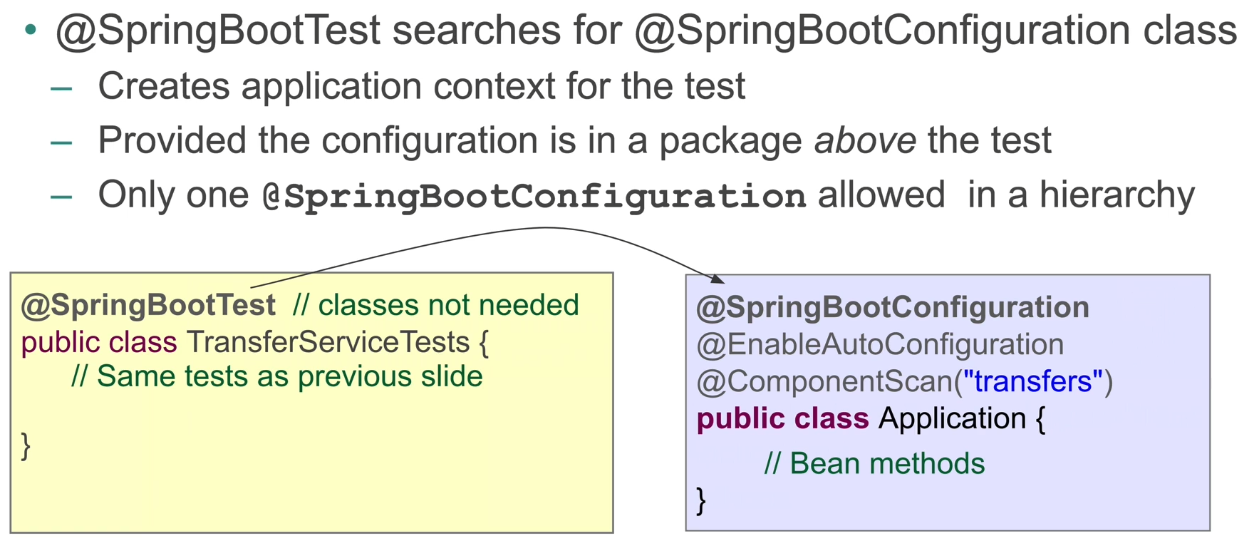 • @SpringBootTest searches for @SpringBootConfiguration class
– Creates application context for the test
– Provided the configuration is in a package above the test
– Only one @SpringBootConfiguration allowed in a hierarchy
@SpringBootTest // classes not needed
public class TransferServiceTests {
// Same tests as previous slide
}
@SpringBootConfiguration
@EnableAutoConfiguration
@ComponentScan("transfers")
public class Application {
// Bean methods
}